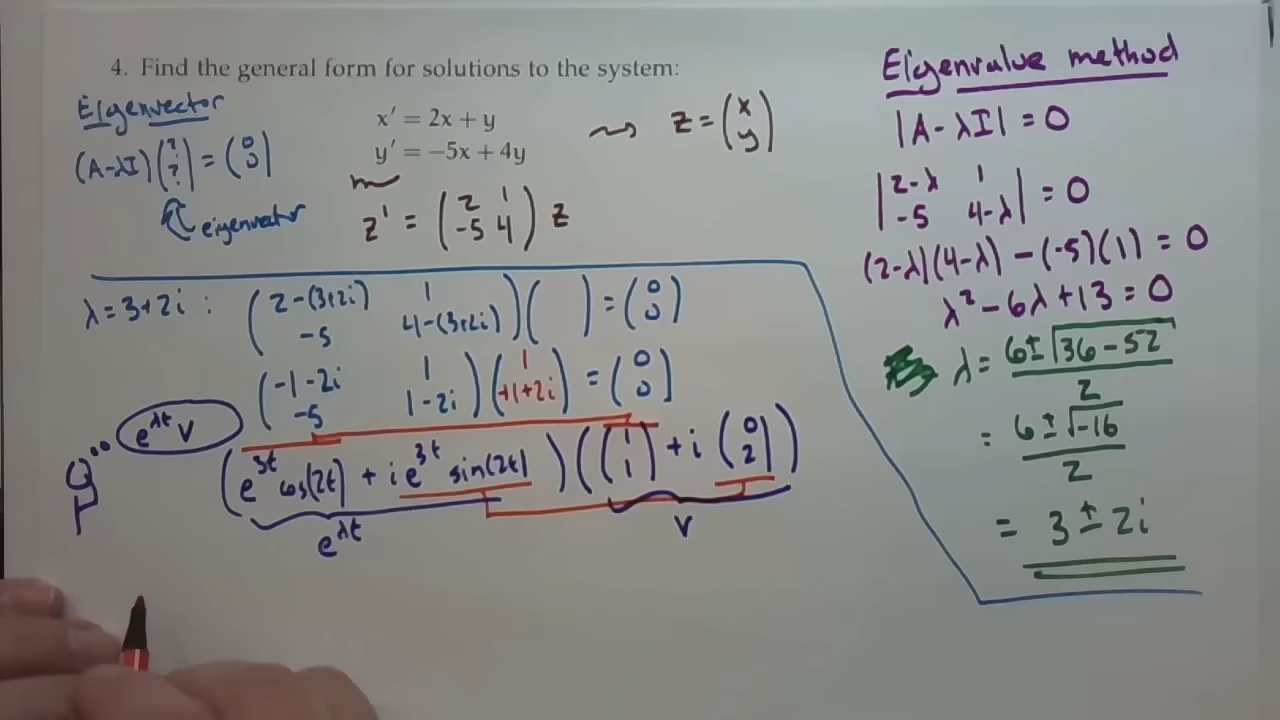 4. Find the general form for solutions to the system:
Eigenvector
x' = 2x + y
y' = −5x + 4y
⇝ z = (x y)
(A-λI)(? ?) = (0 0)
eigenvector
z' = (2 1 -5 4) z
Eigenvalue method
|A - λI| = 0
|2-λ 1 -5 4-λ| = 0
(2-λ)(4-λ) - (-5)(1) = 0
λ² - 6λ + 13 = 0
λ = 6 ± √36 - 52 / 2
= 6 ± √-16 / 2
= 3 ± 2i
λ = 3+2i : (2-(3+2i) 1 -5 4-(3+2i)) ( ) = (0 0)
(-1-2i 1 -5 1-2i) (1 +1+2i) = (0 0)
e^λt v
(e^3t cos(2t) + i e^3t sin(2t)) ((1 1) + i (0 2))
e^λt
v